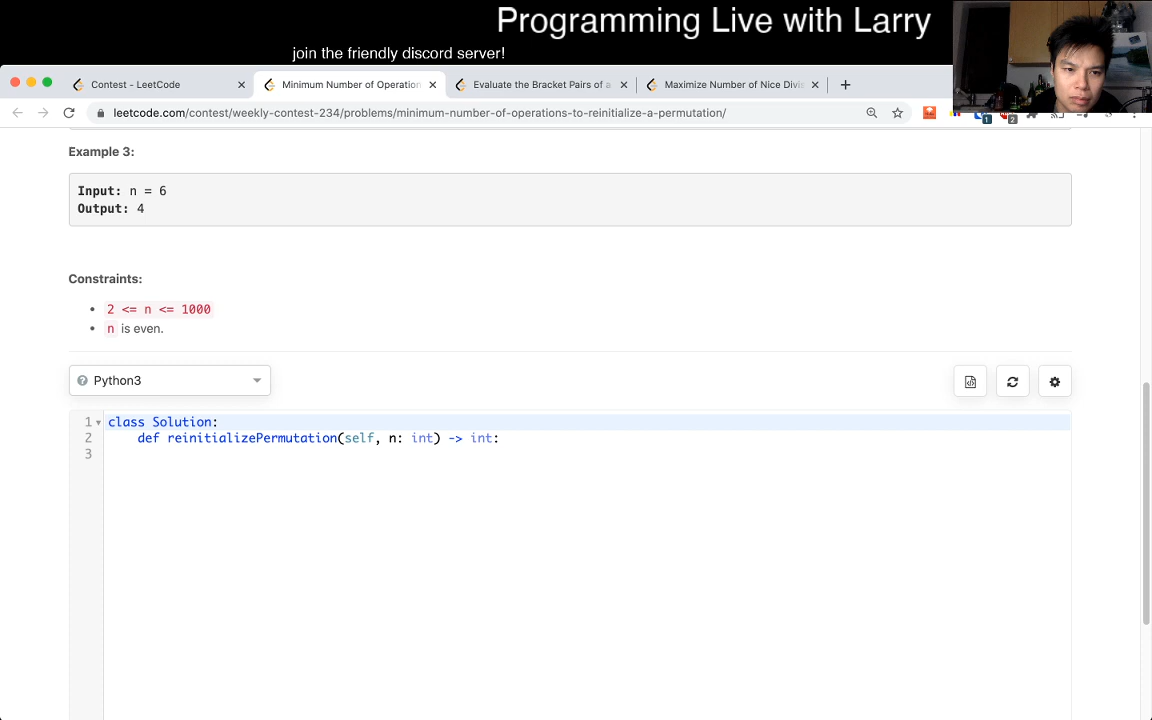 Programming Live with Larry
join the friendly discord server!
Contest - LeetCode
Minimum Number of Operation
Evaluate the Bracket Pairs of a
Maximize Number of Nice Divis
leetcode.com/contest/weekly-contest-234/problems/minimum-number-of-operations-to-reinitialize-a-permutation/
1
2
Example 3:
Input: n = 6
Output: 4
Constraints:
2 <= n <= 1000
n is even.
Python3
1 class Solution:
2 def reinitializePermutation(self, n: int) -> int:
3